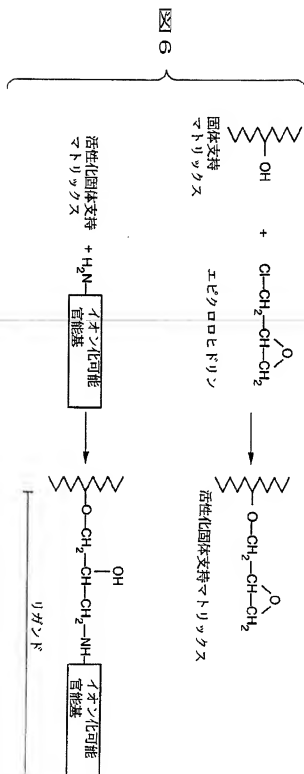 図 6
OH
固体支持
マトリックス
+
O
Cl—CH2—CH—CH2
エピクロロヒドリン
O
O—CH2—CH—CH2
活性化固体支持マトリックス
活性化固体支持
マトリックス
+ H2N
イオン化可能
官能基
OH
O—CH2—CH—CH2—NH
イオン化可能
官能基
リガンド